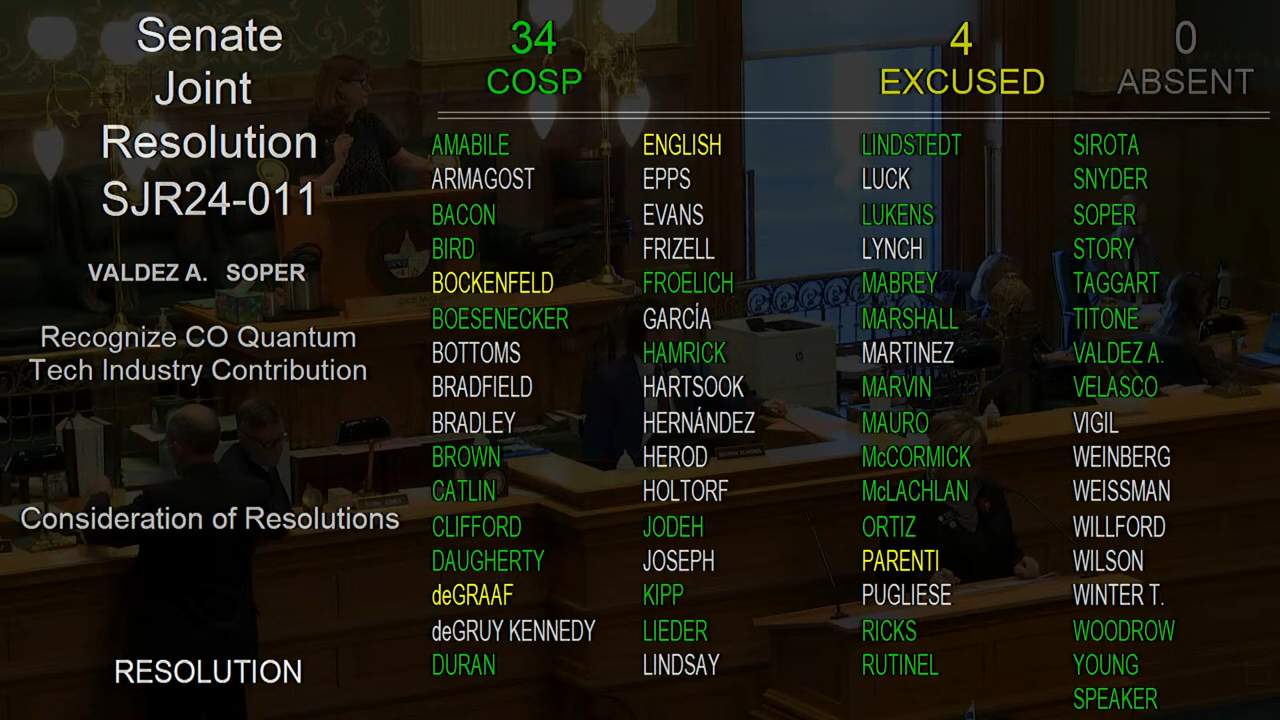 Senate
Joint
Resolution
SJR24-011
VALDEZ A. SOPER
Recognize CO Quantum
Tech Industry Contribution
Consideration of Resolutions
RESOLUTION
34
COSP
4
EXCUSED
0
ABSENT
AMABILE
ARMAGOST
BACON
BIRD
BOCKENFELD
BOESENECKER
BOTTOMS
BRADFIELD
BRADLEY
BROWN
CATLIN
CLIFFORD
DAUGHERTY
deGRAAF
deGRUY KENNEDY
DURAN
ENGLISH
EPPS
EVANS
FRIZELL
FROELICH
GARCÍA
HAMRICK
HARTSOOK
HERNÁNDEZ
HEROD
HOLTORF
JODEH
JOSEPH
KIPP
LIEDER
LINDSAY
LINDSTEDT
LUCK
LUKENS
LYNCH
MABREY
MARSHALL
MARTINEZ
MARVIN
MAURO
McCORMICK
McLACHLAN
ORTIZ
PARENTI
PUGLIESE
RICKS
RUTINEL
SIROTA
SNYDER
SOPER
STORY
TAGGART
TITONE
VALDEZ A.
VELASCO
VIGIL
WEINBERG
WEISSMAN
WILLFORD
WILSON
WINTER T.
WOODROW
YOUNG
SPEAKER